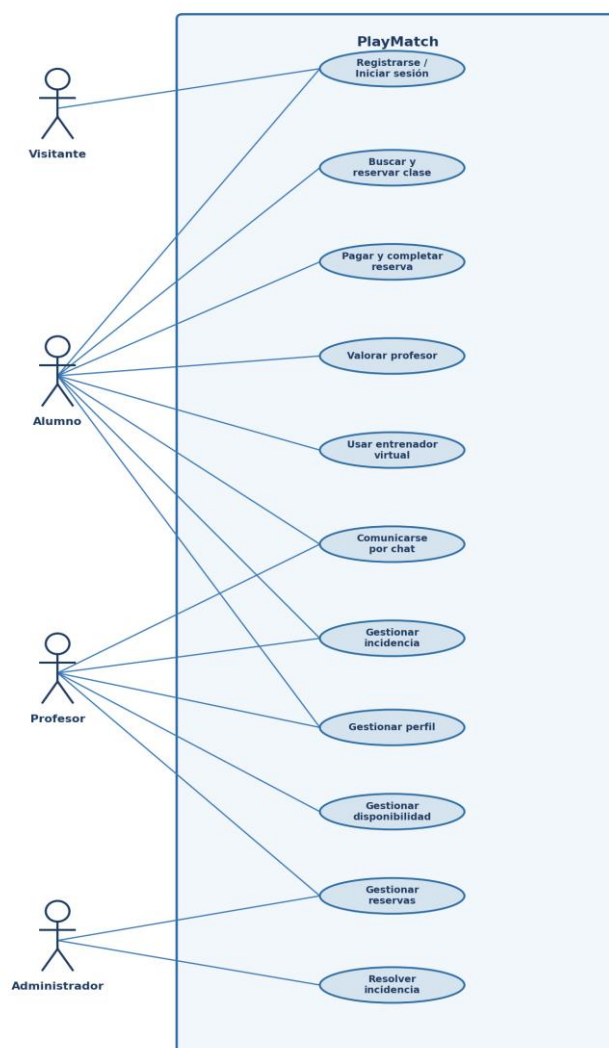 PlayMatch
Registrarse /
Iniciar sesión
Visitante
Buscar y
reservar clase
Pagar y completar
reserva
Valorar profesor
Alumno
Usar entrenador
virtual
Comunicarse
por chat
Gestionar
incidencia
Profesor
Gestionar perfil
Gestionar
disponibilidad
Gestionar
reservas
Administrador
Resolver
incidencia